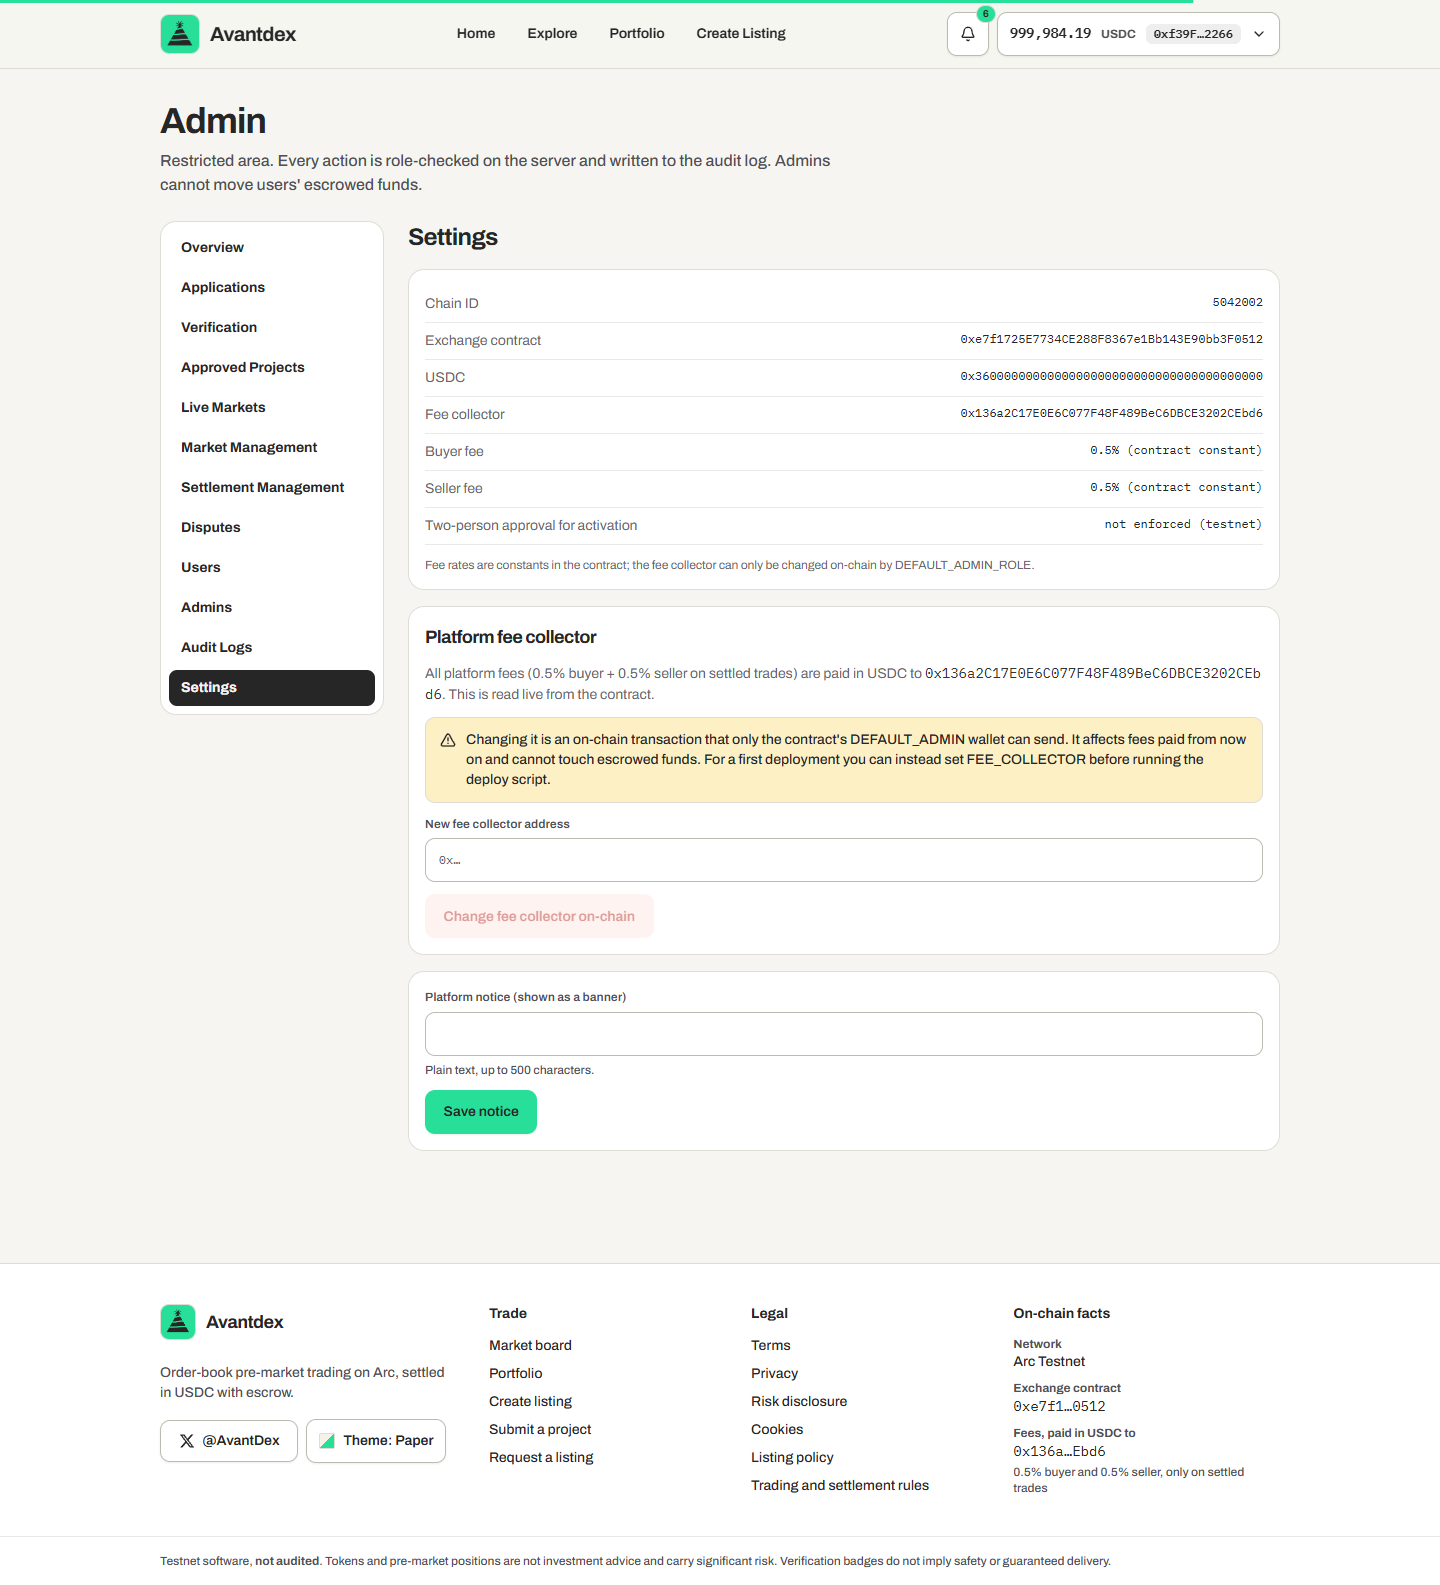 Avantdex
Home
Explore
Portfolio
Create Listing
6
999,984.19 USDC 0xf39F…2266
Admin
Restricted area. Every action is role-checked on the server and written to the audit log. Admins
cannot move users' escrowed funds.
Overview
Applications
Verification
Approved Projects
Live Markets
Market Management
Settlement Management
Disputes
Users
Admins
Audit Logs
Settings
Settings
Chain ID 5042002
Exchange contract 0xe7f1725E7734CE288F8367e1Bb143E90bb3F0512
USDC 0x3600000000000000000000000000000000000000
Fee collector 0x136a2C17E0E6C077F48F489BeC6DBCE3202CEbd6
Buyer fee 0.5% (contract constant)
Seller fee 0.5% (contract constant)
Two-person approval for activation not enforced (testnet)
Fee rates are constants in the contract; the fee collector can only be changed on-chain by DEFAULT_ADMIN_ROLE.
Platform fee collector
All platform fees (0.5% buyer + 0.5% seller on settled trades) are paid in USDC to 0x136a2C17E0E6C077F48F489BeC6DBCE3202CEb
d6. This is read live from the contract.
Changing it is an on-chain transaction that only the contract's DEFAULT_ADMIN wallet can send. It affects fees paid from now
on and cannot touch escrowed funds. For a first deployment you can instead set FEE_COLLECTOR before running the
deploy script.
New fee collector address
0x…
Change fee collector on-chain
Platform notice (shown as a banner)
Plain text, up to 500 characters.
Save notice
Avantdex
Order-book pre-market trading on Arc, settled
in USDC with escrow.
@AvantDex
Theme: Paper
Trade
Market board
Portfolio
Create listing
Submit a project
Request a listing
Legal
Terms
Privacy
Risk disclosure
Cookies
Listing policy
Trading and settlement rules
On-chain facts
Network
Arc Testnet
Exchange contract
0xe7f1…0512
Fees, paid in USDC to
0x136a…Ebd6
0.5% buyer and 0.5% seller, only on settled
trades
Testnet software, not audited. Tokens and pre-market positions are not investment advice and carry significant risk. Verification badges do not imply safety or guaranteed delivery.